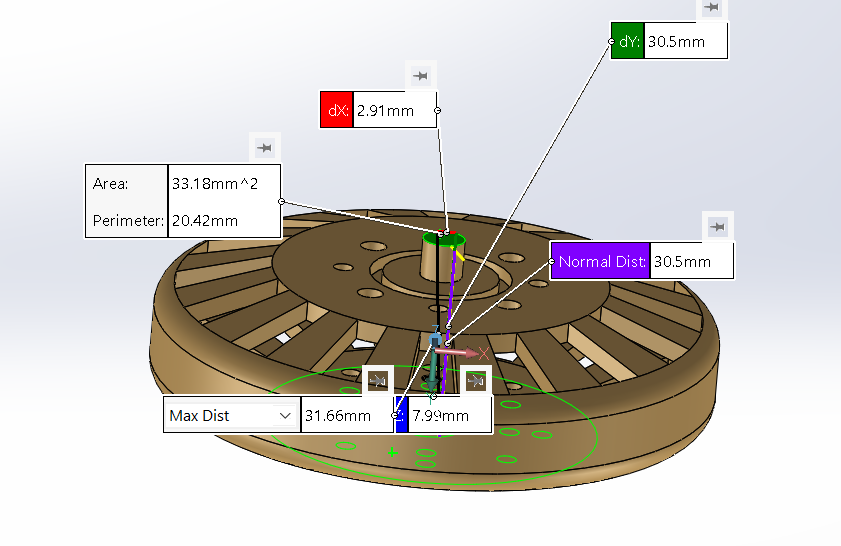 dY: 30.5mm
dX: 2.91mm
Area: 33.18mm^2
Perimeter: 20.42mm
Normal Dist: 30.5mm
X
Max Dist 31.66mm 7.99mm